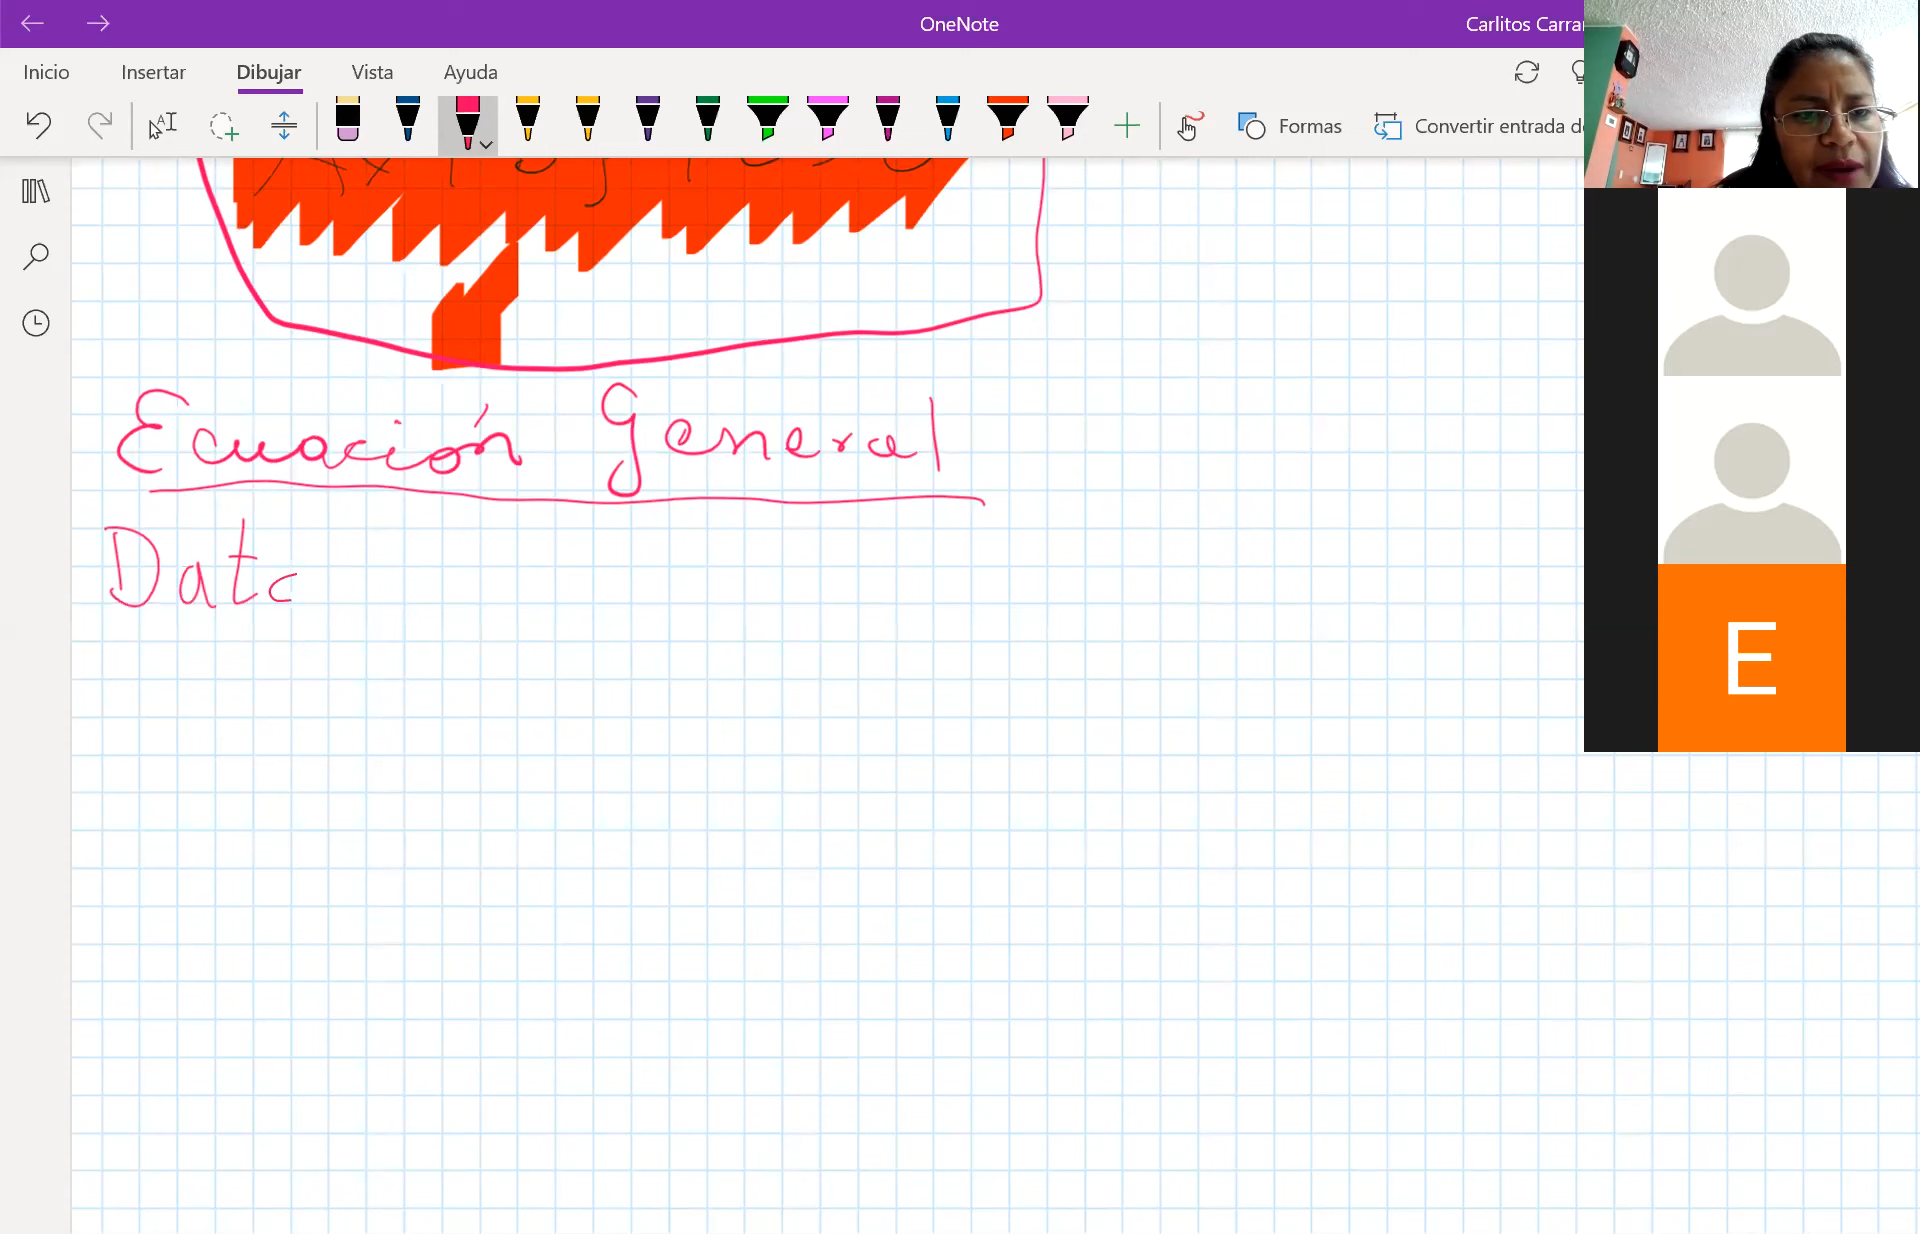 OneNote
Carlitos Carra
Inicio Insertar Dibujar Vista Ayuda
Formas Convertir entrada d
Ecuación General
Dato
E